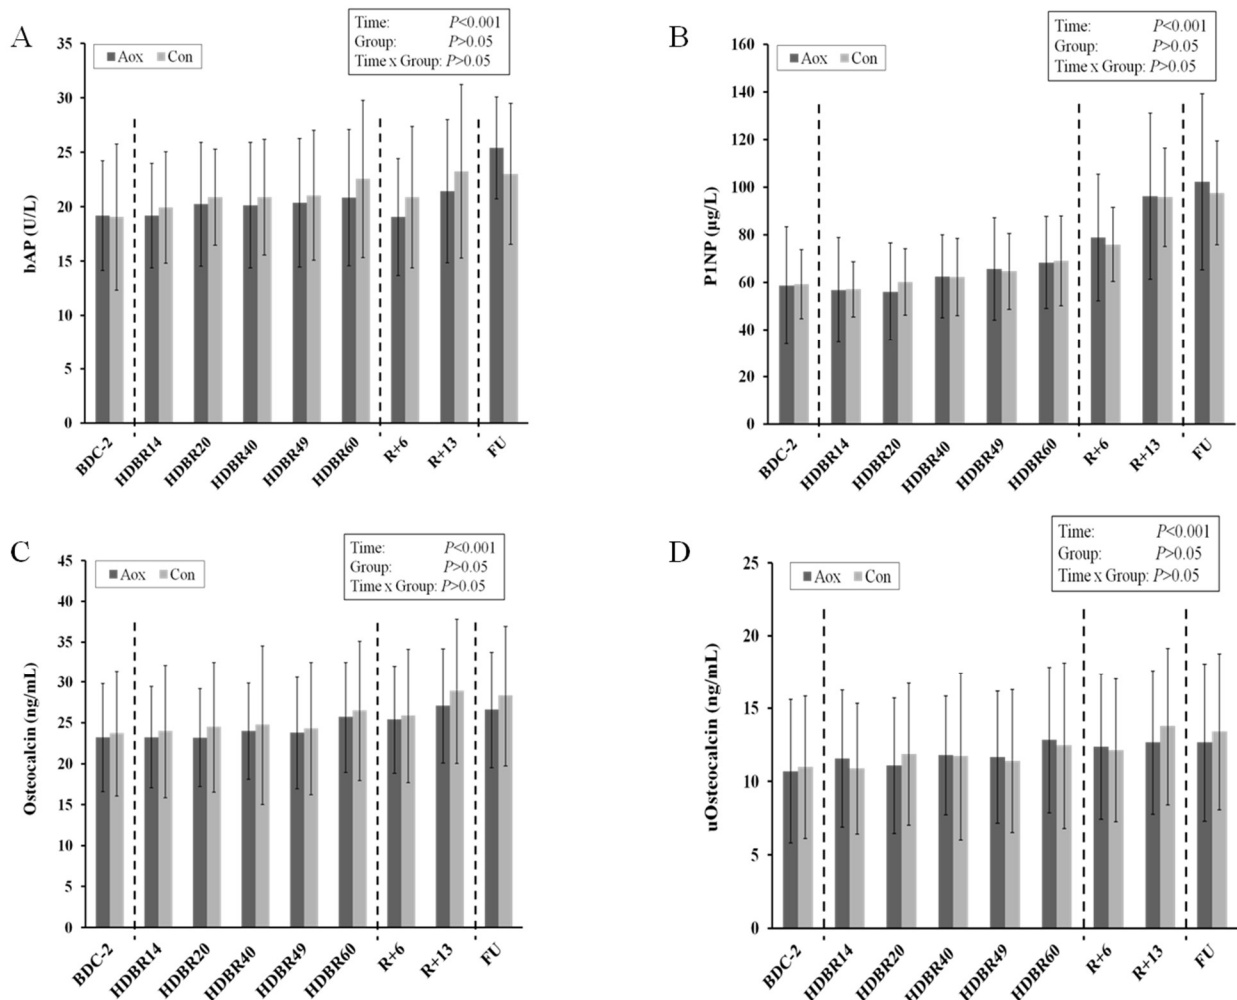 A
Time: P<0.001
Group: P>0.05
Time x Group: P>0.05
Aox Con
bAP (U/L)
35
30
25
20
15
10
5
0
BDC-2 HDBR14 HDBR20 HDBR40 HDBR49 HDBR60 R+6 R+13 FU
B
Time: P<0.001
Group: P>0.05
Time x Group: P>0.05
Aox Con
P1NP (µg/L)
160
140
120
100
80
60
40
20
0
BDC-2 HDBR14 HDBR20 HDBR40 HDBR49 HDBR60 R+6 R+13 FU
C
Time: P<0.001
Group: P>0.05
Time x Group: P>0.05
Aox Con
Osteocalcin (ng/mL)
45
40
35
30
25
20
15
10
5
0
BDC-2 HDBR14 HDBR20 HDBR40 HDBR49 HDBR60 R+6 R+13 FU
D
Time: P<0.001
Group: P>0.05
Time x Group: P>0.05
Aox Con
uOsteocalcin (ng/mL)
25
20
15
10
5
0
BDC-2 HDBR14 HDBR20 HDBR40 HDBR49 HDBR60 R+6 R+13 FU